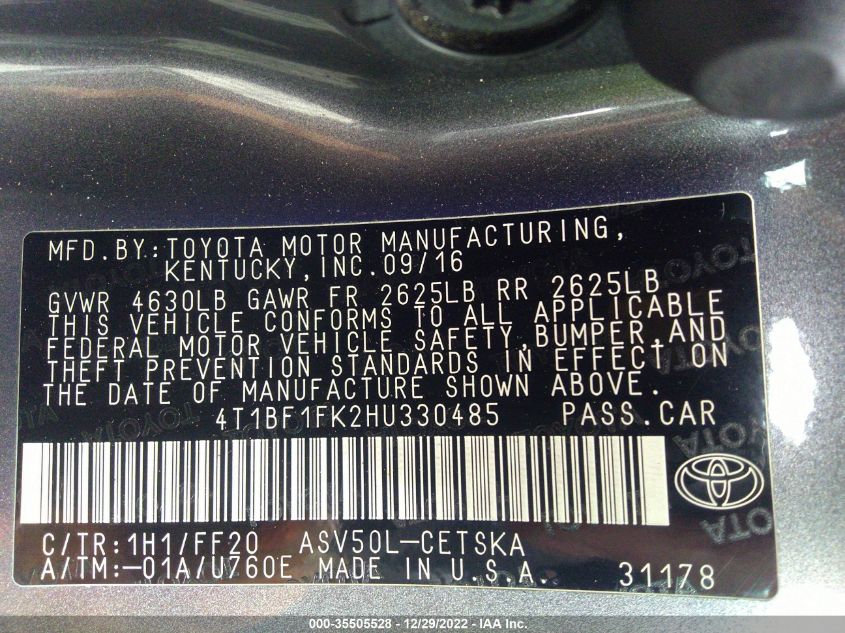 MFD.BY:TOYOTA MOTOR MANUFACTURING,
KENTUCKY,INC.09/16
GVWR 4630LB GAWR FR 2625LB RR 2625LB
THIS VEHICLE CONFORMS TO ALL APPLICABLE
FEDERAL MOTOR VEHICLE SAFETY,BUMPER,AND
THEFT PREVENTION STANDARDS IN EFFECT ON
THE DATE OF MANUFACTURE SHOWN ABOVE.
4T1BF1FK2HU330485 PASS.CAR
C/TR:1H1/FF20 ASV50L-CETSKA
A/TM:-01A/U760E MADE IN U.S.A. 31178
TOYOTA
TOYOTA
000-35505528 - 12/29/2022 - IAA Inc.